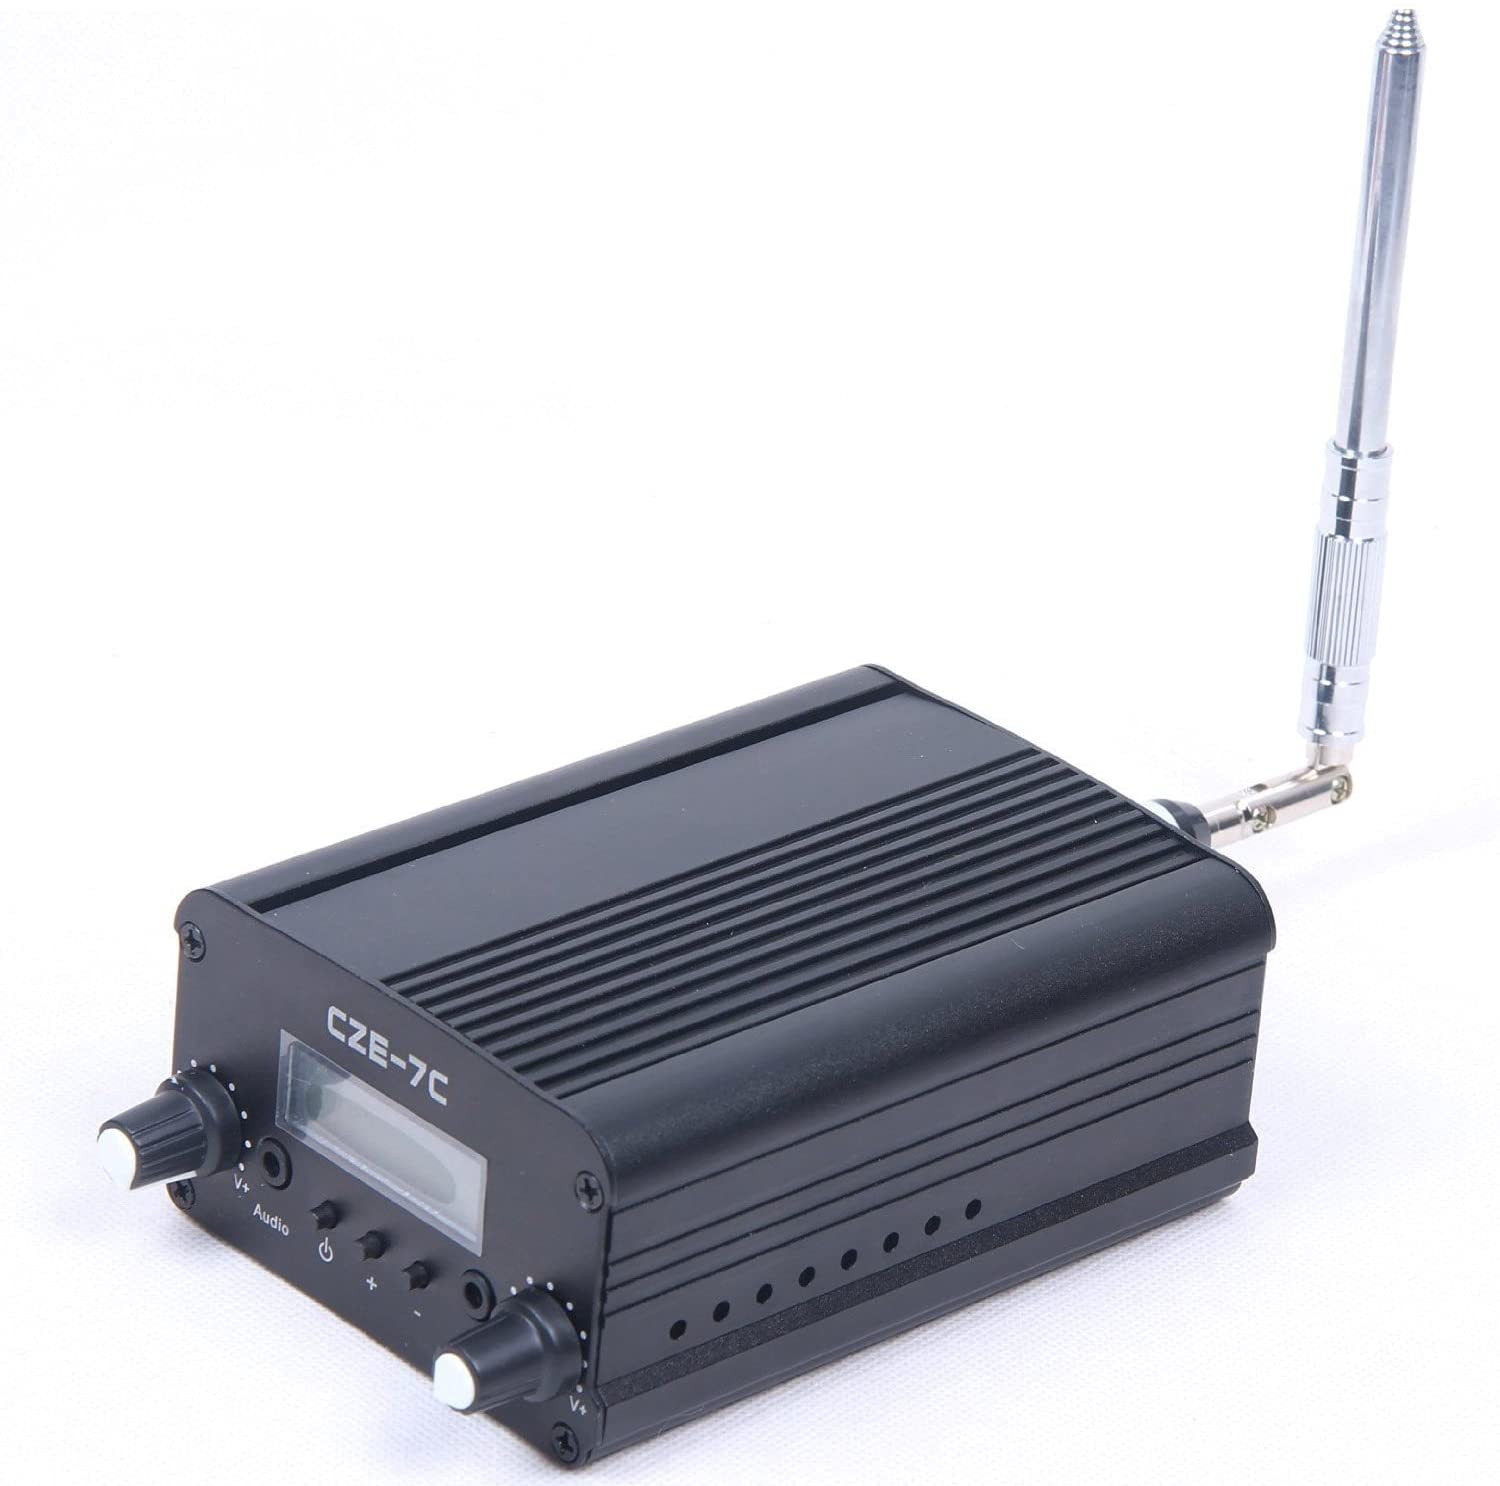 CZE-7C
V+
Audio
+
-
V+